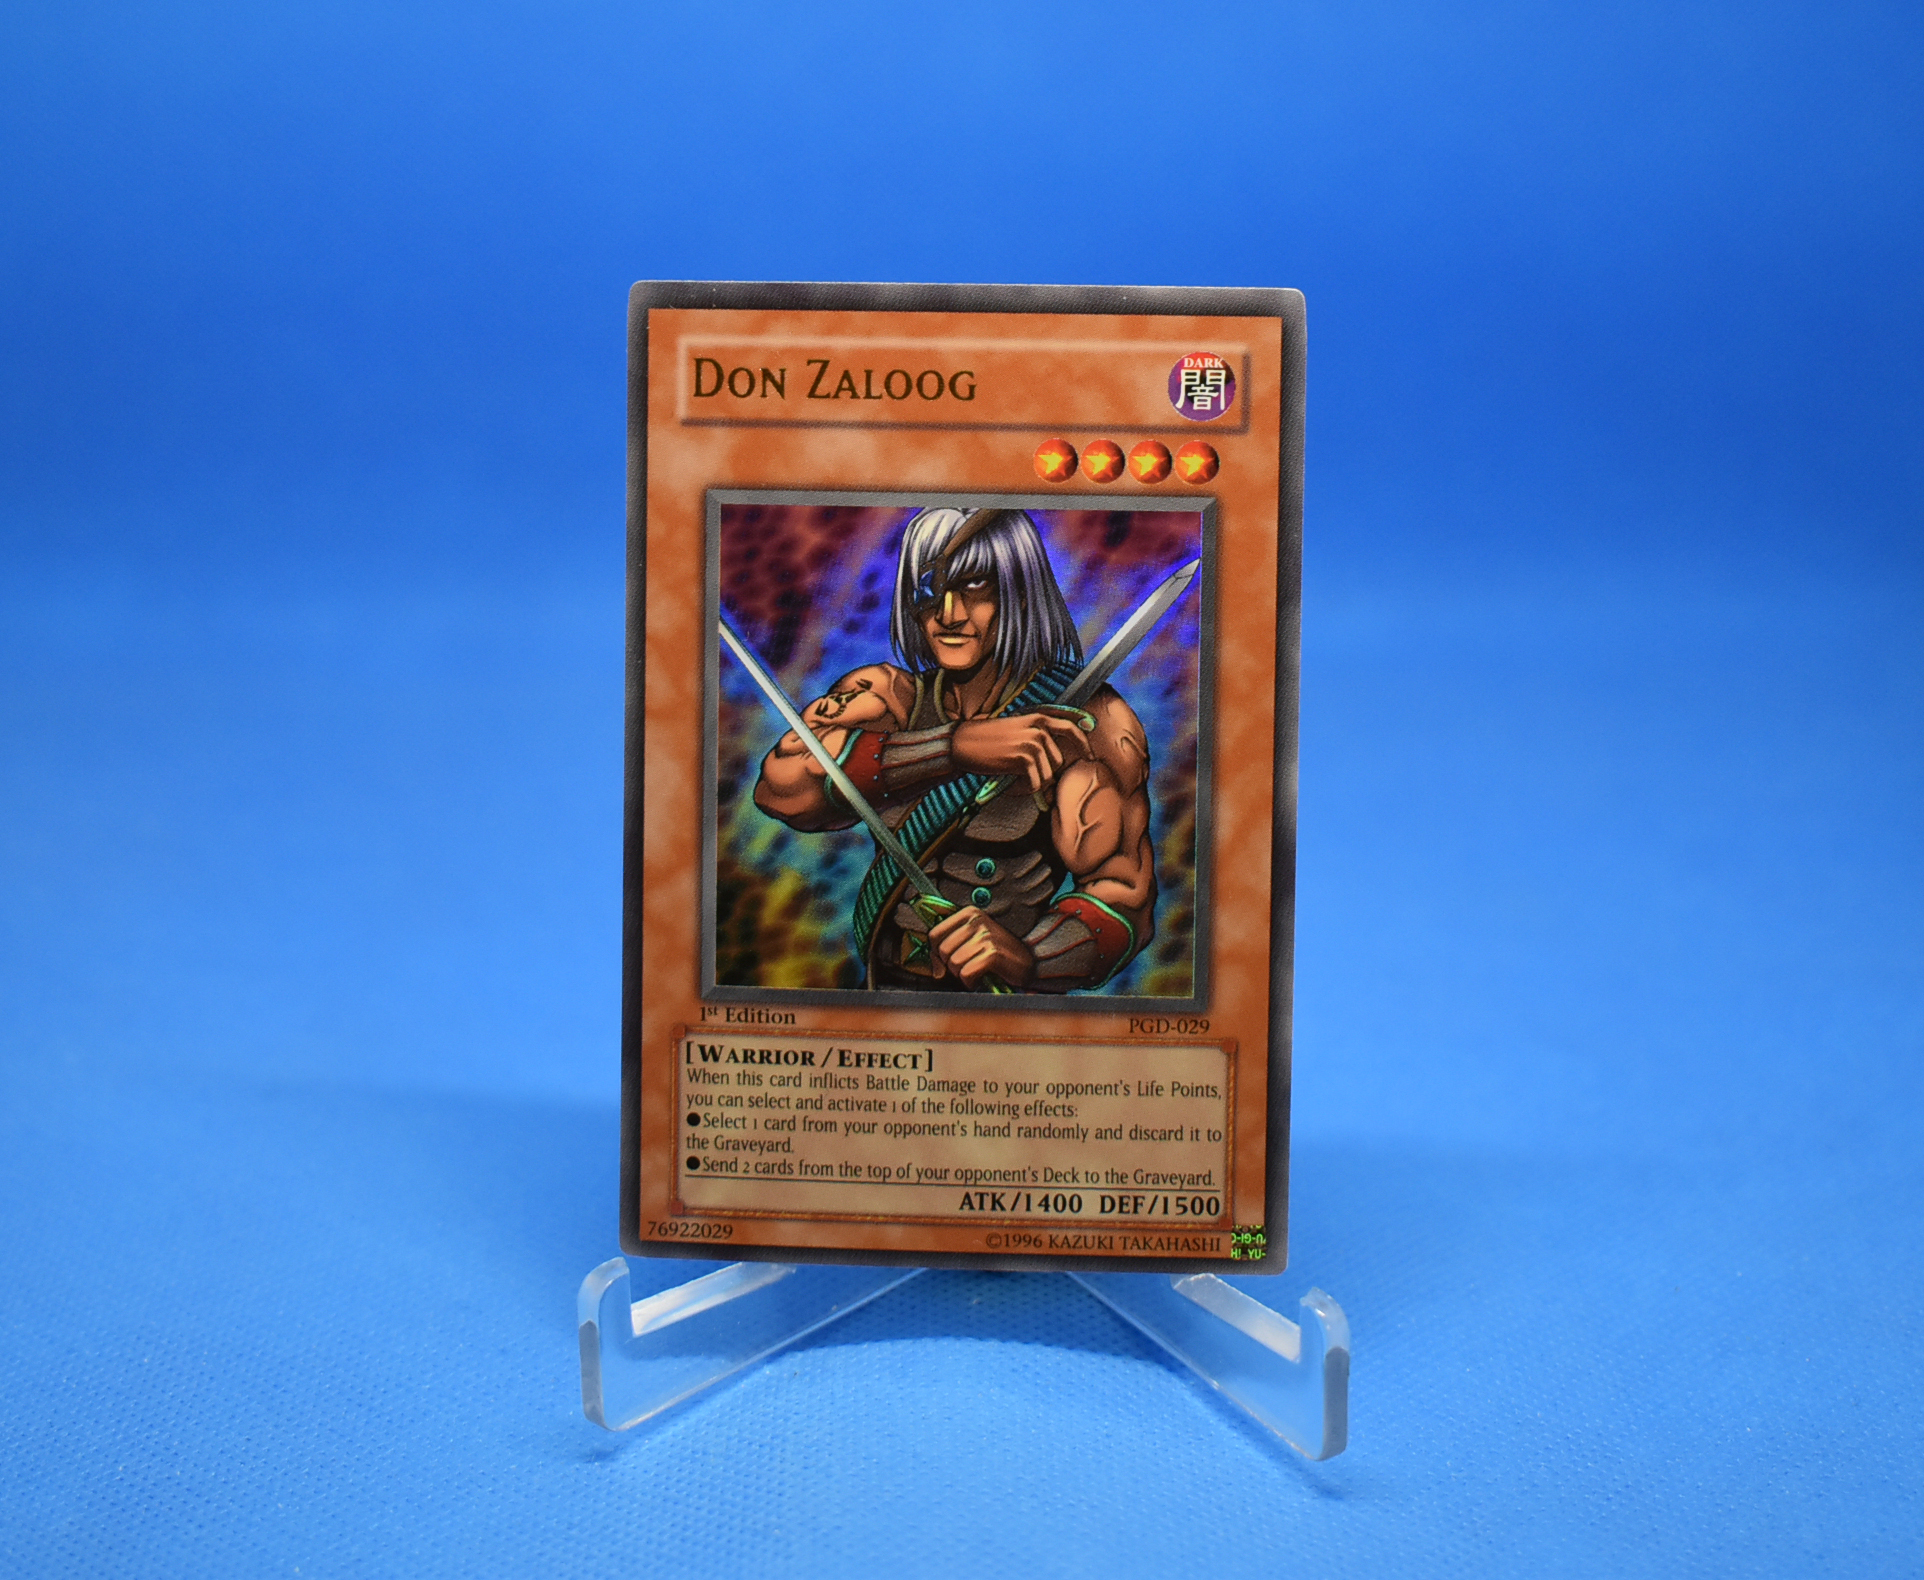 DON ZALOOG
DARK
闇
1st Edition
PGD-029
[WARRIOR/EFFECT]
When this card inflicts Battle Damage to your opponent's Life Points,
you can select and activate 1 of the following effects:
●Select 1 card from your opponent's hand randomly and discard it to
the Graveyard.
●Send 2 cards from the top of your opponent's Deck to the Graveyard.
ATK/1400 DEF/1500
76922029
©1996 KAZUKI TAKAHASHI